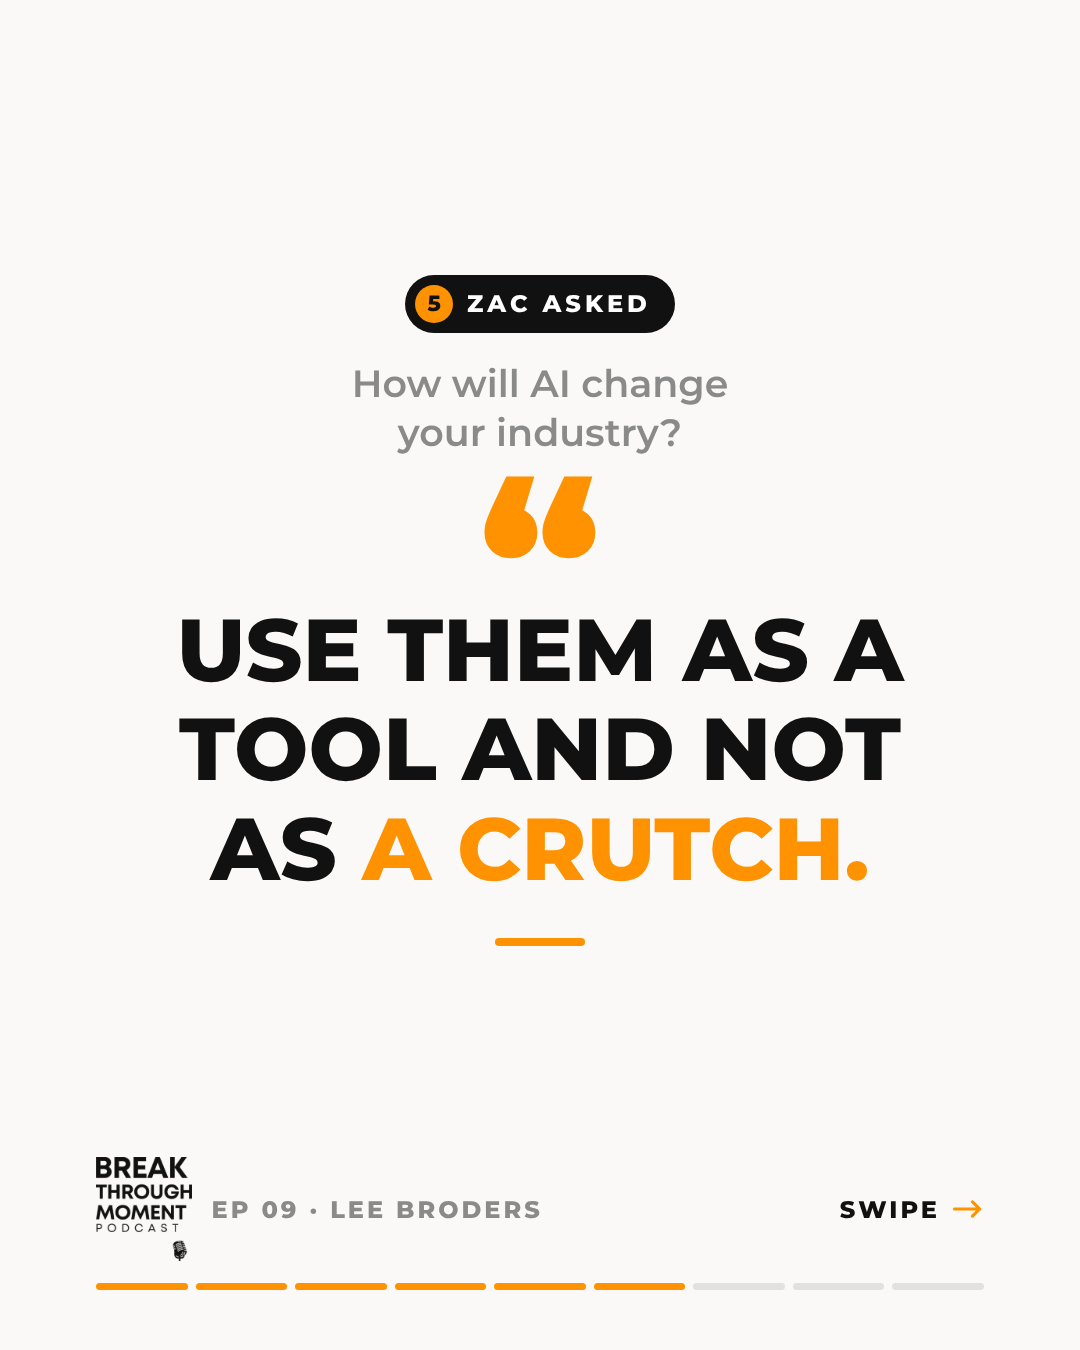 5 ZAC ASKED
How will AI change
your industry?
“
USE THEM AS A
TOOL AND NOT
AS A CRUTCH.
BREAK
THROUGH
MOMENT
PODCAST
EP 09 · LEE BRODERS
SWIPE →